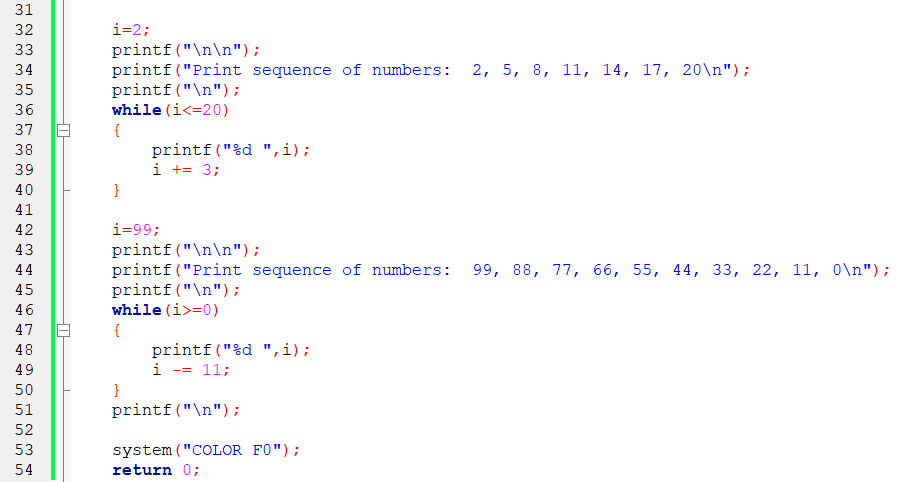 31
32 i=2;
33 printf("\n\n");
34 printf("Print sequence of numbers:  2, 5, 8, 11, 14, 17, 20\n");
35 printf("\n");
36 while(i<=20)
37 {
38     printf("%d ",i);
39     i += 3;
40 }
41
42 i=99;
43 printf("\n\n");
44 printf("Print sequence of numbers:  99, 88, 77, 66, 55, 44, 33, 22, 11, 0\n");
45 printf("\n");
46 while(i>=0)
47 {
48     printf("%d ",i);
49     i -= 11;
50 }
51 printf("\n");
52
53 system("COLOR F0");
54 return 0;